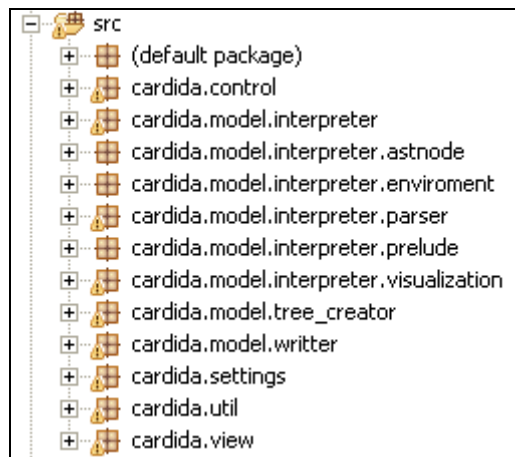 src
(default package)
cardida.control
cardida.model.interpreter
cardida.model.interpreter.astnode
cardida.model.interpreter.enviroment
cardida.model.interpreter.parser
cardida.model.interpreter.prelude
cardida.model.interpreter.visualization
cardida.model.tree_creator
cardida.model.writter
cardida.settings
cardida.util
cardida.view